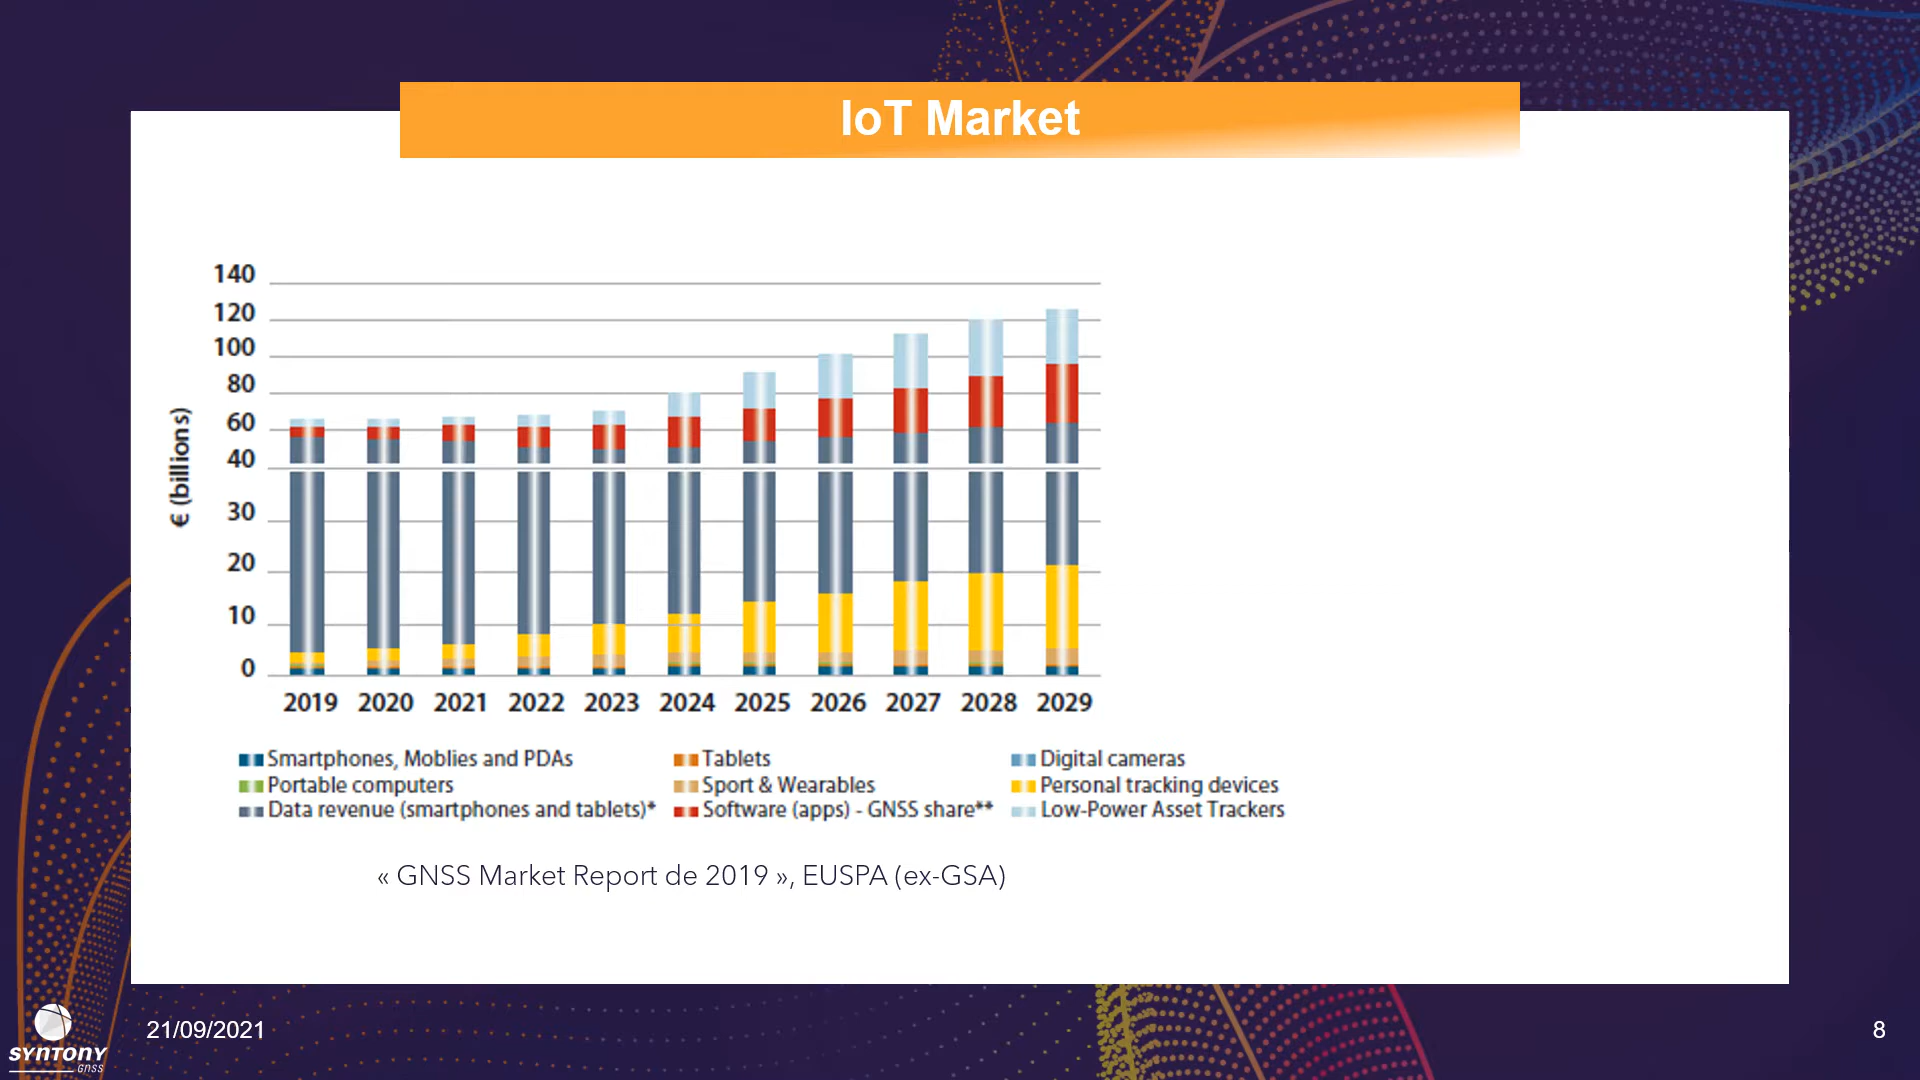 IoT Market
140
120
100
80
60
40
30
20
10
0
€ (billions)
2019 2020 2021 2022 2023 2024 2025 2026 2027 2028 2029
Smartphones, Moblies and PDAs Tablets Digital cameras
Portable computers Sport & Wearables Personal tracking devices
Data revenue (smartphones and tablets)* Software (apps) - GNSS share** Low-Power Asset Trackers
« GNSS Market Report de 2019 », EUSPA (ex-GSA)
SYNTONY
GNSS
21/09/2021
8